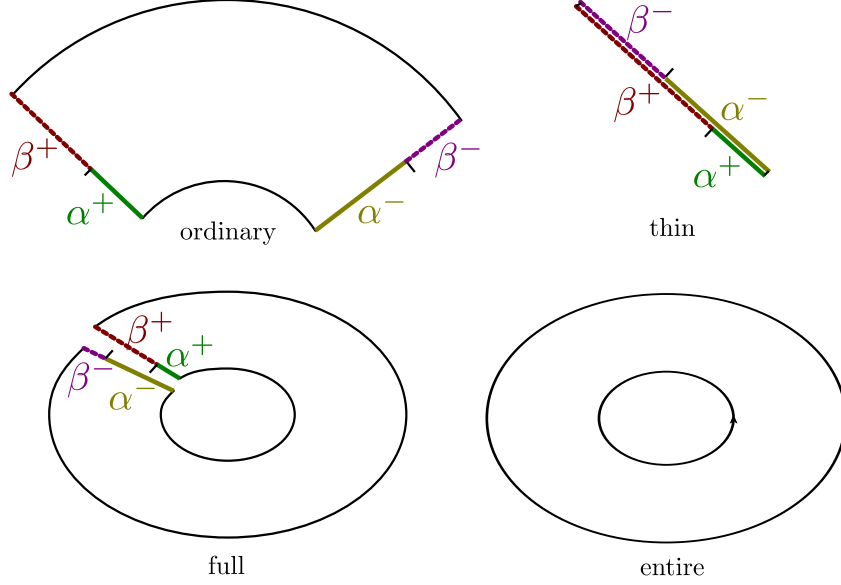 β⁻
β⁺
α⁻
β⁺
β⁻
α⁺
α⁺
α⁻
ordinary
thin
β⁺
α⁺
β⁻
α⁻
full
entire